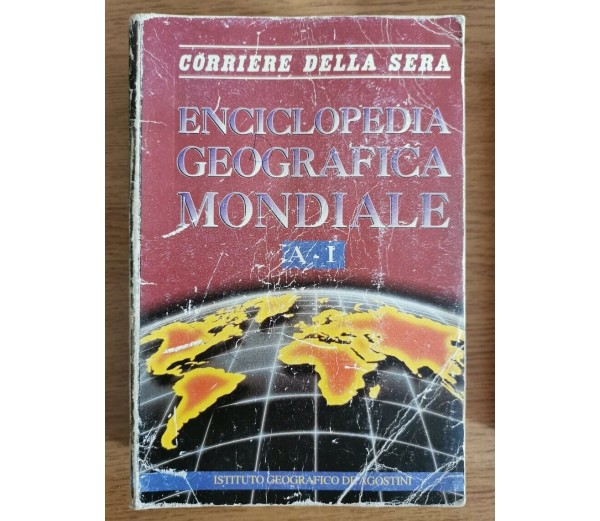 CORRIERE DELLA SERA
ENCICLOPEDIA
GEOGRAFICA
MONDIALE
A - I
ISTITUTO GEOGRAFICO DE AGOSTINI